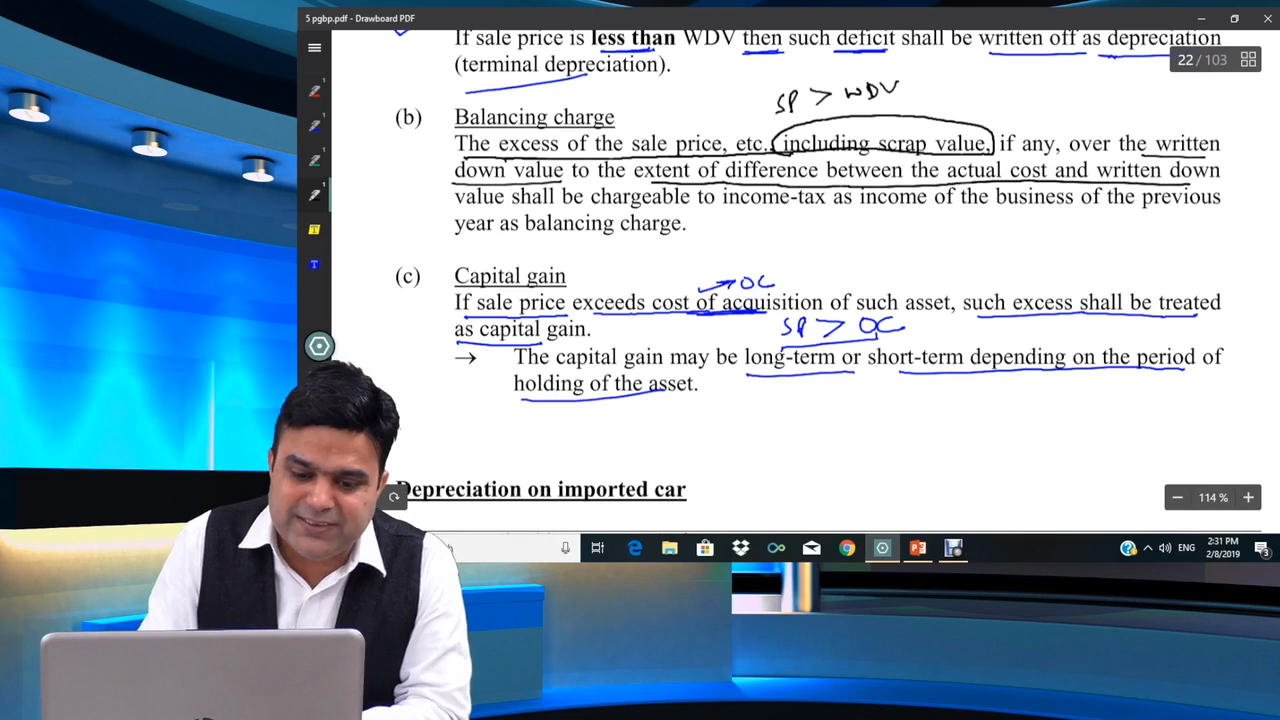 5 pgbp.pdf - Drawboard PDF
If sale price is less than WDV then such deficit shall be written off as depreciation
22 / 103
(terminal depreciation).
SP > WDV
(b) Balancing charge
The excess of the sale price, etc. including scrap value, if any, over the written
down value to the extent of difference between the actual cost and written down
value shall be chargeable to income-tax as income of the business of the previous
year as balancing charge.
(c) Capital gain
→ OC
If sale price exceeds cost of acquisition of such asset, such excess shall be treated
as capital gain.
SP > OC
→ The capital gain may be long-term or short-term depending on the period of
holding of the asset.
Depreciation on imported car
114 %
ENG
2:31 PM
2/8/2019